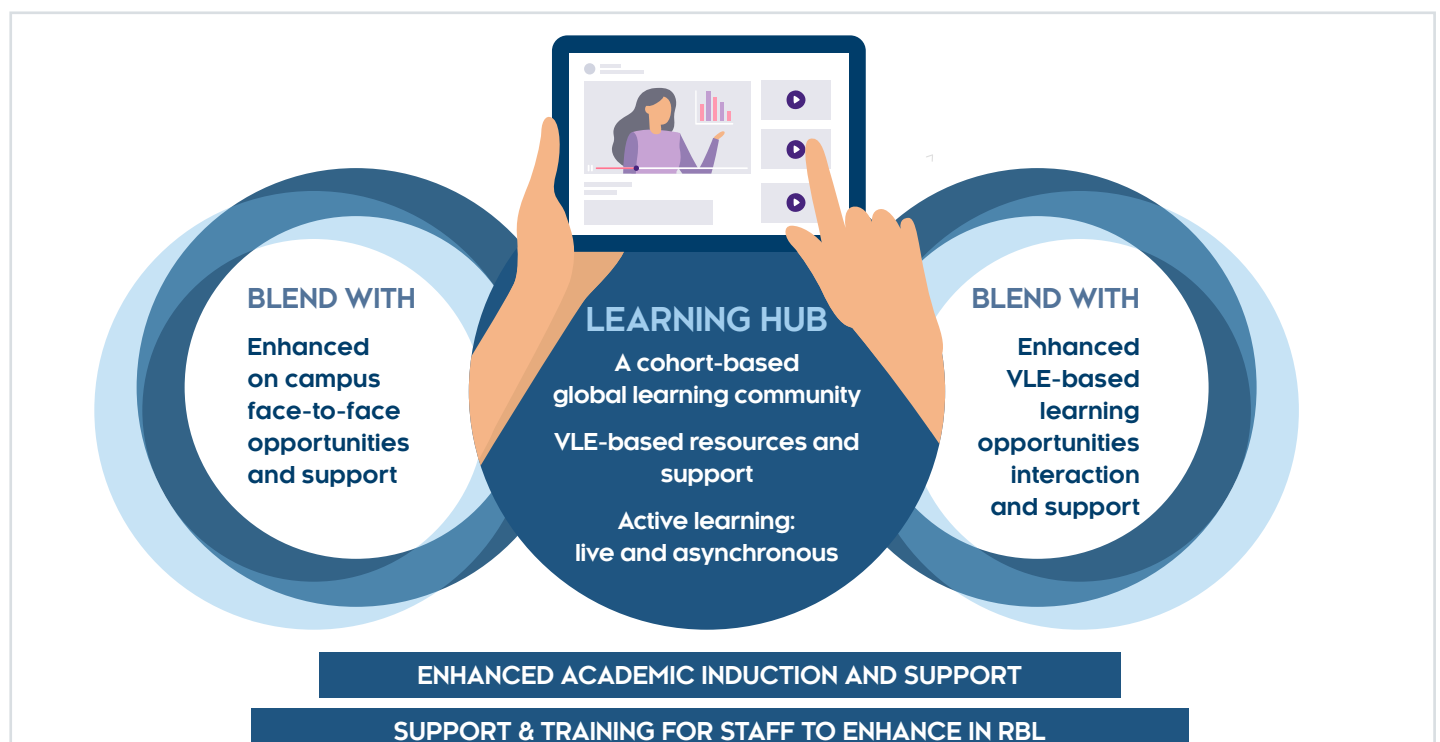 BLEND WITH
Enhanced
on campus
face-to-face
opportunities
and support
LEARNING HUB
A cohort-based
global learning community
VLE-based resources and
support
Active learning:
live and asynchronous
BLEND WITH
Enhanced
VLE-based
learning
opportunities
interaction
and support
ENHANCED ACADEMIC INDUCTION AND SUPPORT
SUPPORT & TRAINING FOR STAFF TO ENHANCE IN RBL